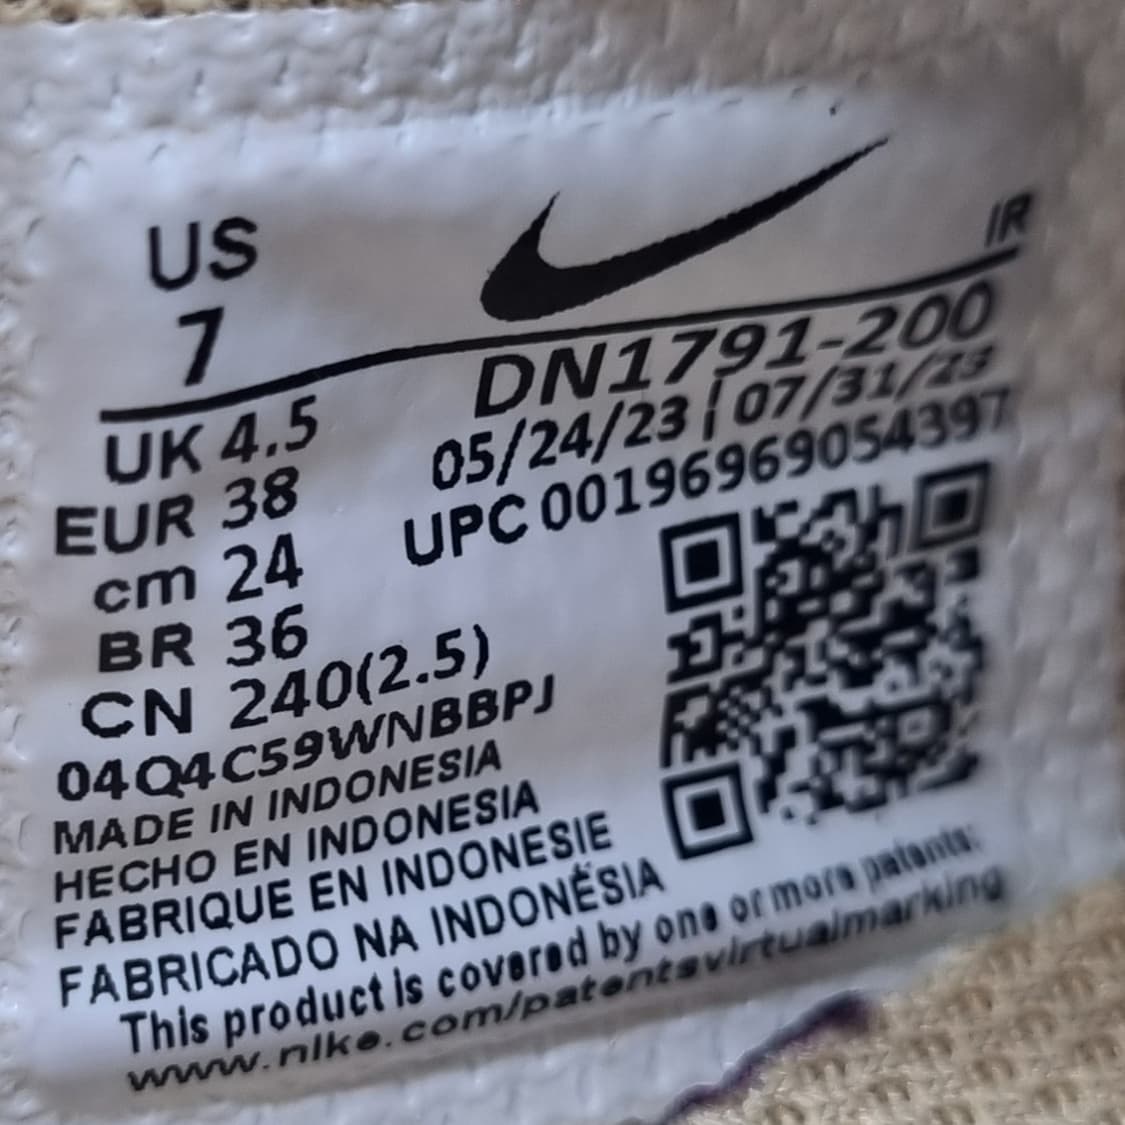 US
7
IR
UK 4.5
EUR 38
cm 24
BR 36
CN 240(2.5)
DN1791-200
05/24/23 | 07/31/23
UPC 00196969054397
04Q4C59WNBBPJ
MADE IN INDONESIA
HECHO EN INDONESIA
FABRIQUE EN INDONESIE
FABRICADO NA INDONÉSIA
This product is covered by one or more patents:
www.nike.com/patentsvirtualmarking